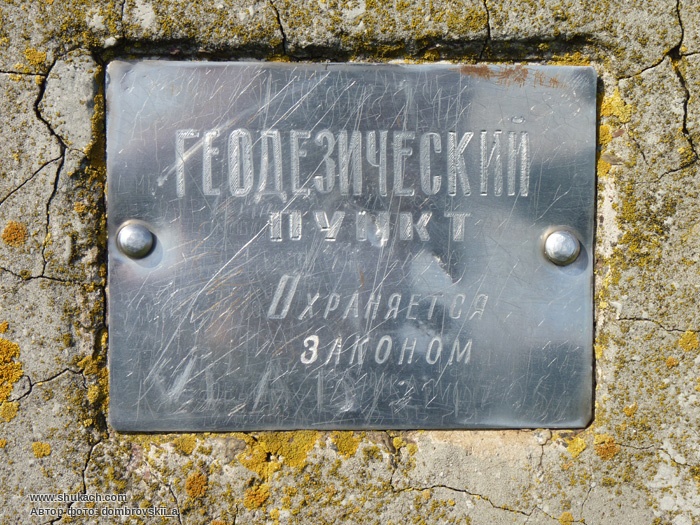 ГЕОДЕЗИЧЕСКИЙ
ПУНКТ
Охраняется
Законом
www.shukach.com
Автор фото: dombrovskii.a.